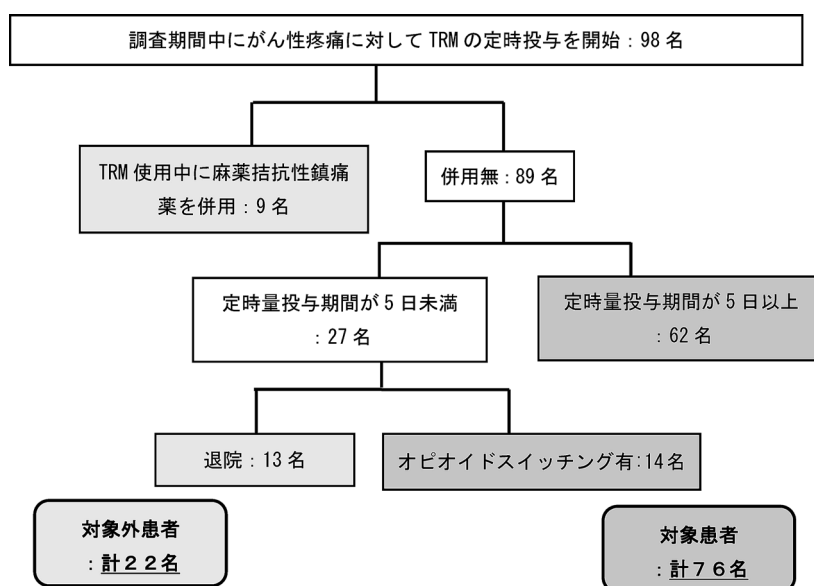 調査期間中にがん性疼痛に対して TRM の定時投与を開始：98 名
TRM 使用中に麻薬拮抗性鎮痛
薬を併用：9 名
併用無：89 名
定時量投与期間が 5 日未満
：27 名
定時量投与期間が 5 日以上
：62 名
退院：13 名
オピオイドスイッチング有:14 名
対象外患者
：計２２名
対象患者
：計７６名